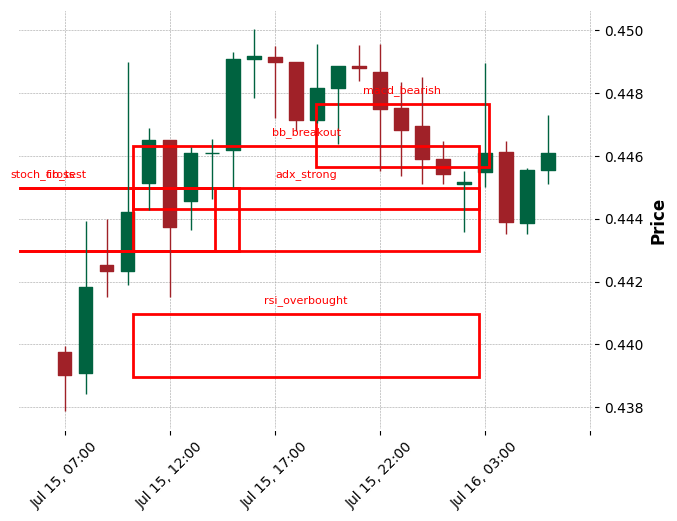 0.450
0.448
macd_bearish
bb_breakout
0.446
stoch_cross
fib_test
adx_strong
0.444
Price
0.442
rsi_overbought
0.440
0.438
Jul 15, 07:00
Jul 15, 12:00
Jul 15, 17:00
Jul 15, 22:00
Jul 16, 03:00